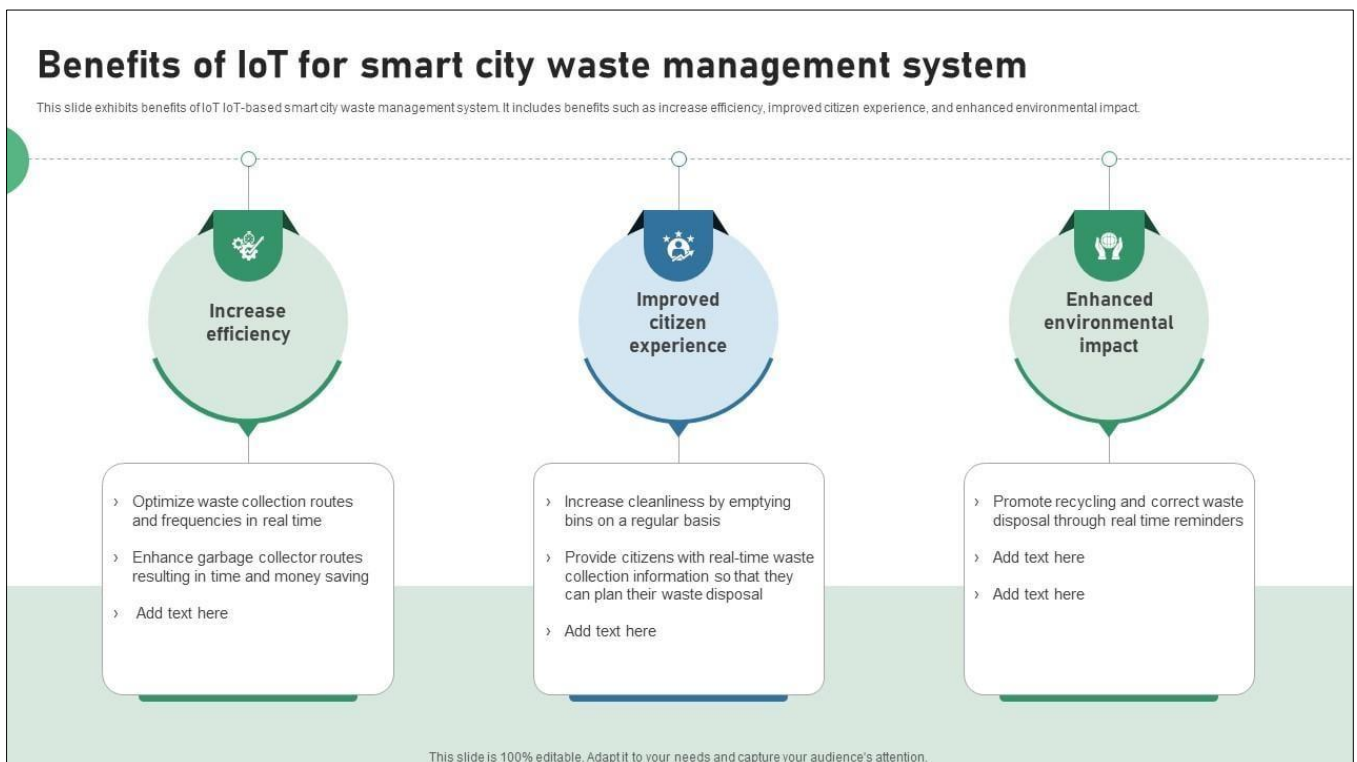 Benefits of IoT for smart city waste management system
This slide exhibits benefits of IoT IoT-based smart city waste management system. It includes benefits such as increase efficiency, improved citizen experience, and enhanced environmental impact.
Increase
efficiency
› Optimize waste collection routes
and frequencies in real time
› Enhance garbage collector routes
resulting in time and money saving
› Add text here
Improved
citizen
experience
› Increase cleanliness by emptying
bins on a regular basis
› Provide citizens with real-time waste
collection information so that they
can plan their waste disposal
› Add text here
Enhanced
environmental
impact
› Promote recycling and correct waste
disposal through real time reminders
› Add text here
› Add text here
This slide is 100% editable. Adapt it to your needs and capture your audience's attention.